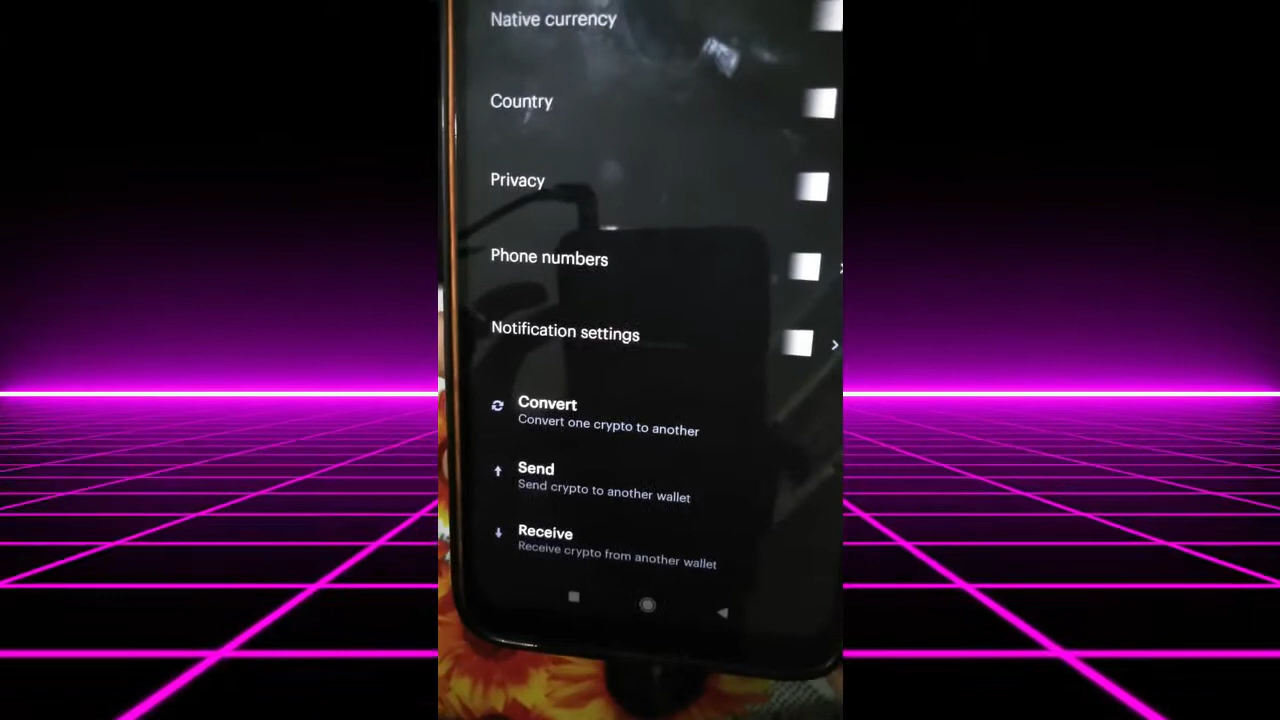 Native currency
Country
Privacy
Phone numbers
Notification settings
Convert
Convert one crypto to another
Send
Send crypto to another wallet
Receive
Receive crypto from another wallet